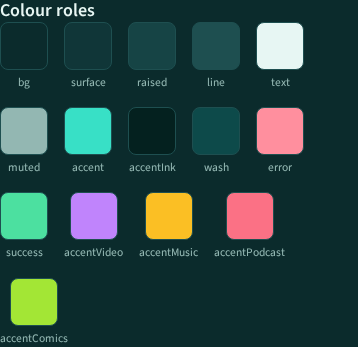 Colour roles
bg surface raised line text
muted accent accentInk wash error
success accentVideo accentMusic accentPodcast
accentComics